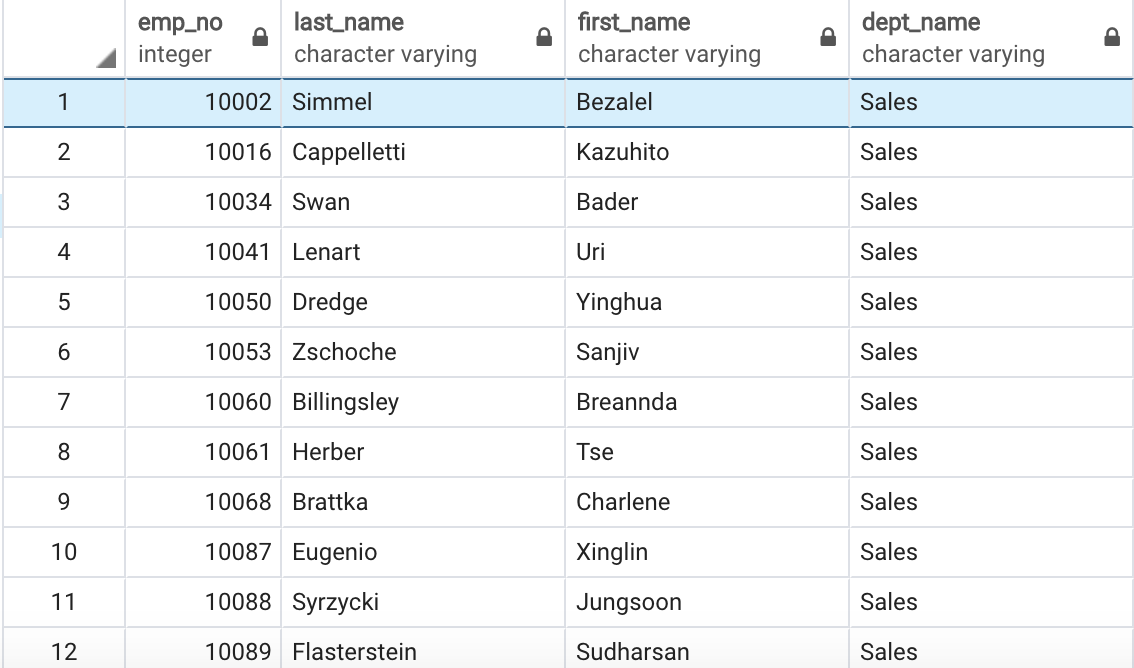 emp_no last_name first_name dept_name
integer character varying character varying character varying
1 10002 Simmel Bezalel Sales
2 10016 Cappelletti Kazuhito Sales
3 10034 Swan Bader Sales
4 10041 Lenart Uri Sales
5 10050 Dredge Yinghua Sales
6 10053 Zschoche Sanjiv Sales
7 10060 Billingsley Breannda Sales
8 10061 Herber Tse Sales
9 10068 Brattka Charlene Sales
10 10087 Eugenio Xinglin Sales
11 10088 Syrzycki Jungsoon Sales
12 10089 Flasterstein Sudharsan Sales